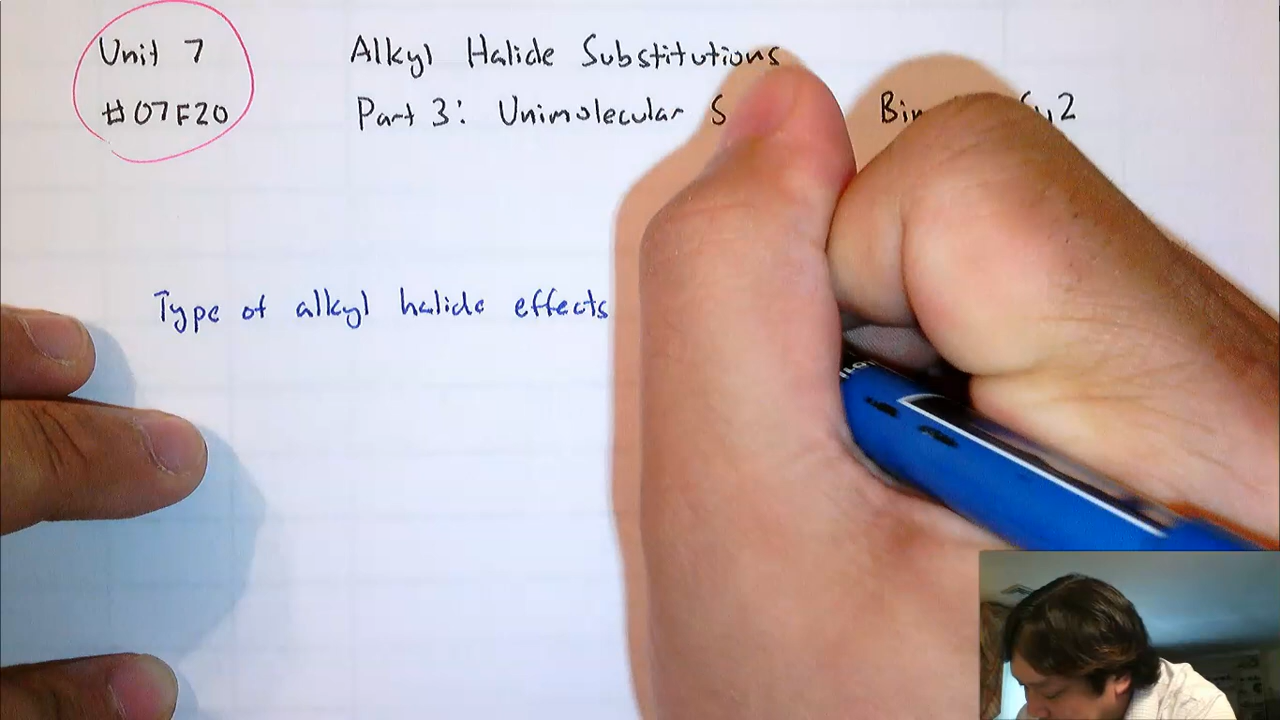 Unit 7
#07F20
Alkyl Halide Substitutions
Part 3: Unimolecular S
Type of alkyl halide effects